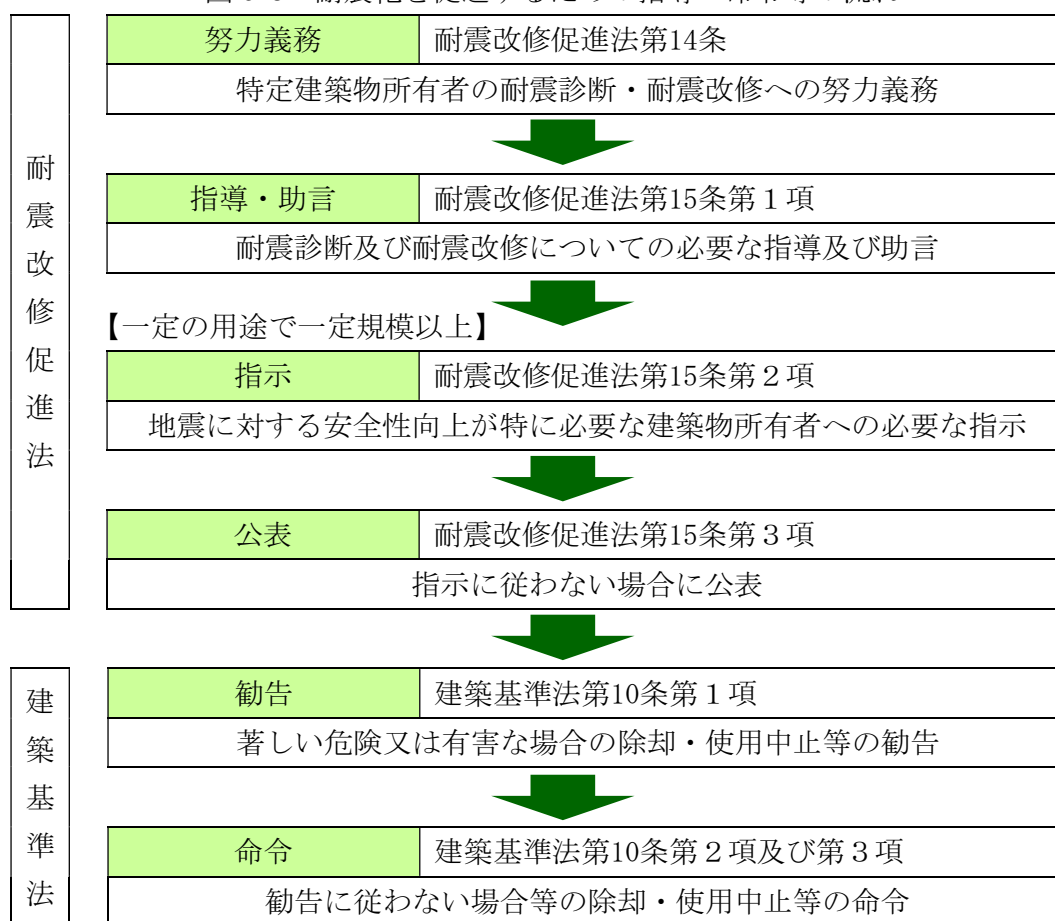 耐震改修促進法
努力義務 耐震改修促進法第14条
特定建築物所有者の耐震診断・耐震改修への努力義務
指導・助言 耐震改修促進法第15条第１項
耐震診断及び耐震改修についての必要な指導及び助言
【一定の用途で一定規模以上】
指示 耐震改修促進法第15条第２項
地震に対する安全性向上が特に必要な建築物所有者への必要な指示
公表 耐震改修促進法第15条第３項
指示に従わない場合に公表
建築基準法
勧告 建築基準法第10条第１項
著しい危険又は有害な場合の除却・使用中止等の勧告
命令 建築基準法第10条第２項及び第３項
勧告に従わない場合等の除却・使用中止等の命令